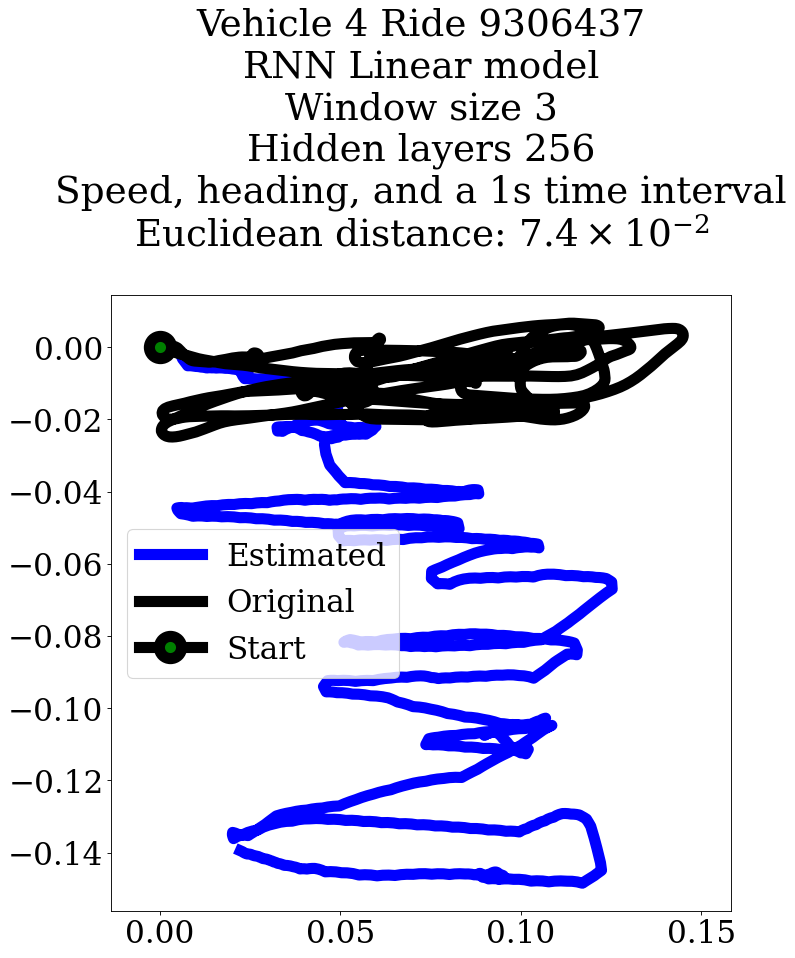 Vehicle 4 Ride 9306437
RNN Linear model
Window size 3
Hidden layers 256
Speed, heading, and a 1s time interval
Euclidean distance: 7.4 × 10⁻²
0.00
−0.02
−0.04
−0.06
−0.08
−0.10
−0.12
−0.14
Estimated
Original
Start
0.00 0.05 0.10 0.15